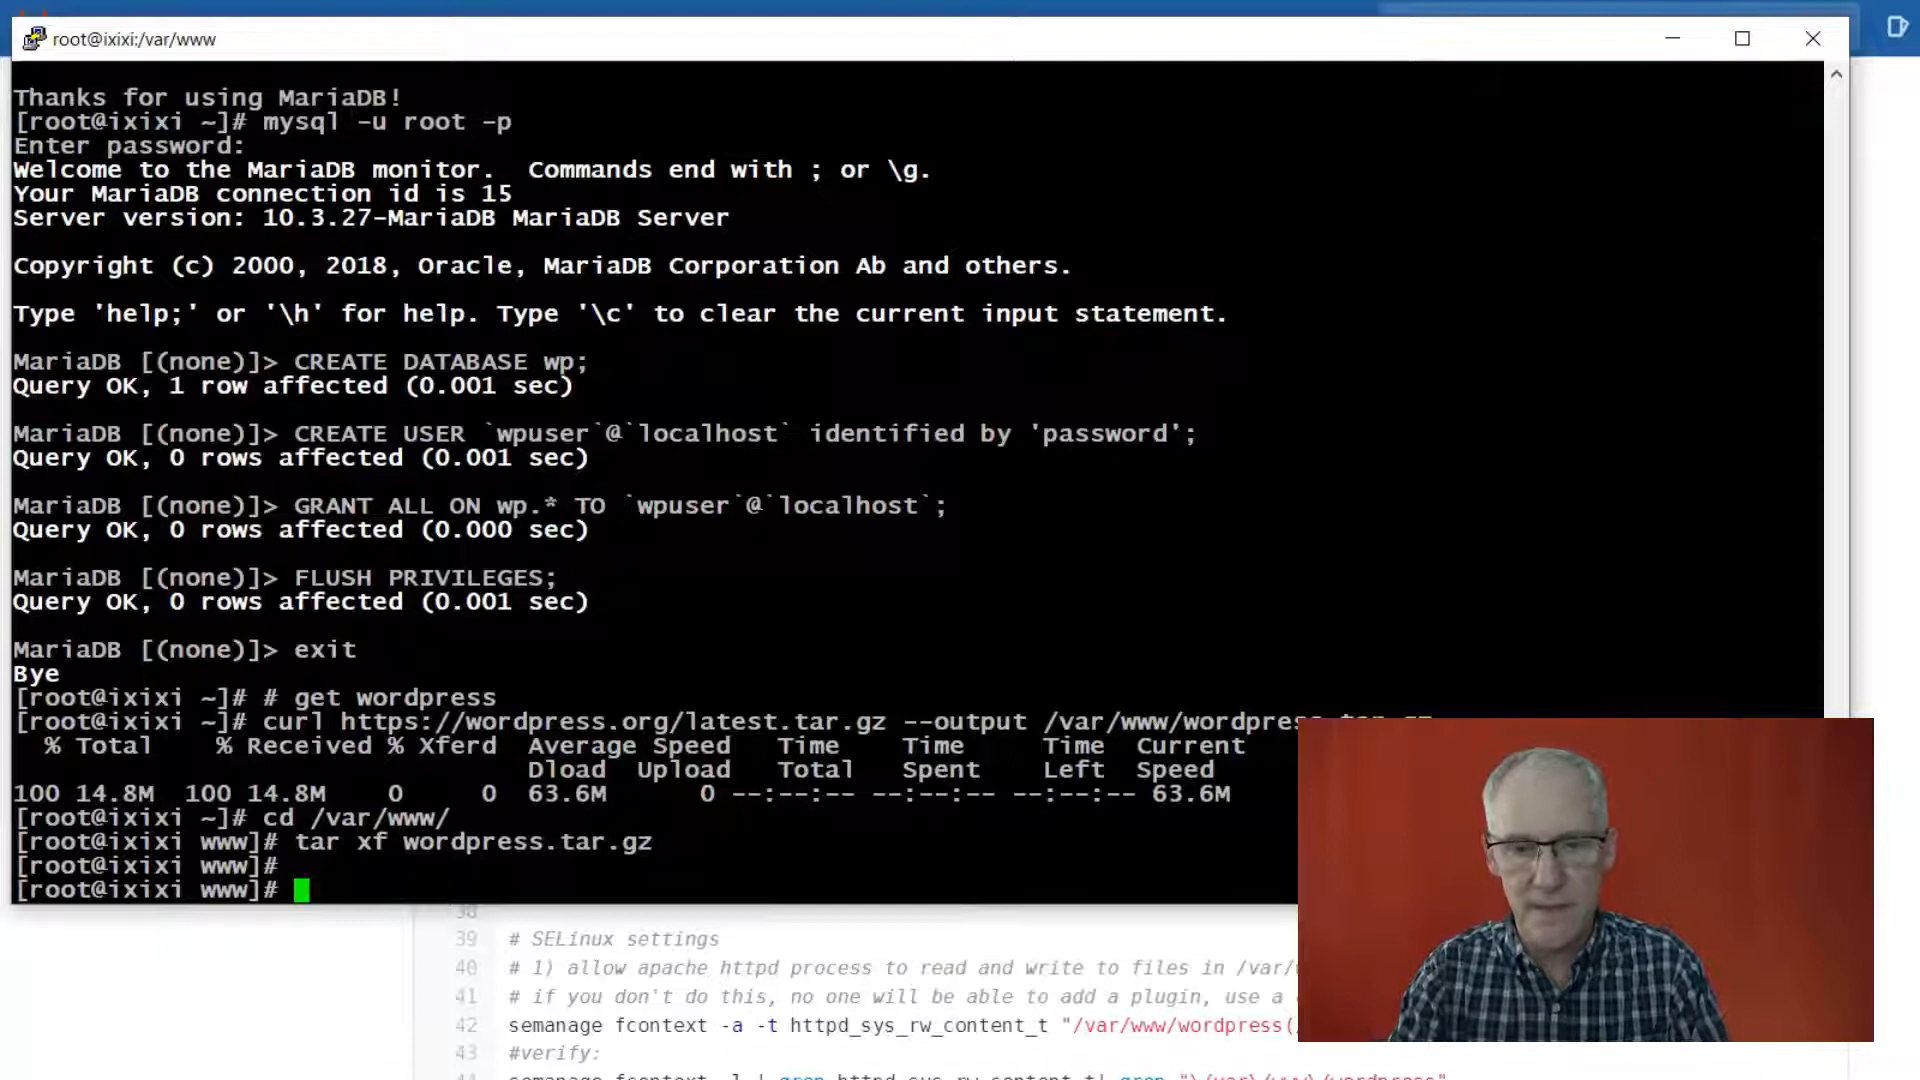 root@ixixi:/var/www
Thanks for using MariaDB!
[root@ixixi ~]# mysql -u root -p
Enter password:
Welcome to the MariaDB monitor.  Commands end with ; or \g.
Your MariaDB connection id is 15
Server version: 10.3.27-MariaDB MariaDB Server
Copyright (c) 2000, 2018, Oracle, MariaDB Corporation Ab and others.
Type 'help;' or '\h' for help. Type '\c' to clear the current input statement.
MariaDB [(none)]> CREATE DATABASE wp;
Query OK, 1 row affected (0.001 sec)
MariaDB [(none)]> CREATE USER `wpuser`@`localhost` identified by 'password';
Query OK, 0 rows affected (0.001 sec)
MariaDB [(none)]> GRANT ALL ON wp.* TO `wpuser`@`localhost`;
Query OK, 0 rows affected (0.000 sec)
MariaDB [(none)]> FLUSH PRIVILEGES;
Query OK, 0 rows affected (0.001 sec)
MariaDB [(none)]> exit
Bye
[root@ixixi ~]# # get wordpress
[root@ixixi ~]# curl https://wordpress.org/latest.tar.gz --output /var/www/wordpress.tar.gz
% Total    % Received % Xferd  Average Speed   Time    Time     Time  Current
Dload  Upload   Total   Spent    Left  Speed
100 14.8M  100 14.8M    0     0  63.6M      0 --:--:-- --:--:-- --:--:-- 63.6M
[root@ixixi ~]# cd /var/www/
[root@ixixi www]# tar xf wordpress.tar.gz
[root@ixixi www]#
[root@ixixi www]#
38
39 # SELinux settings
40 # 1) allow apache httpd process to read and write to files in
41 # if you don't do this, no one will be able to add a plugin, use a
42 semanage fcontext -a -t httpd_sys_rw_content_t "/var/www/wordpress(
43 #verify: